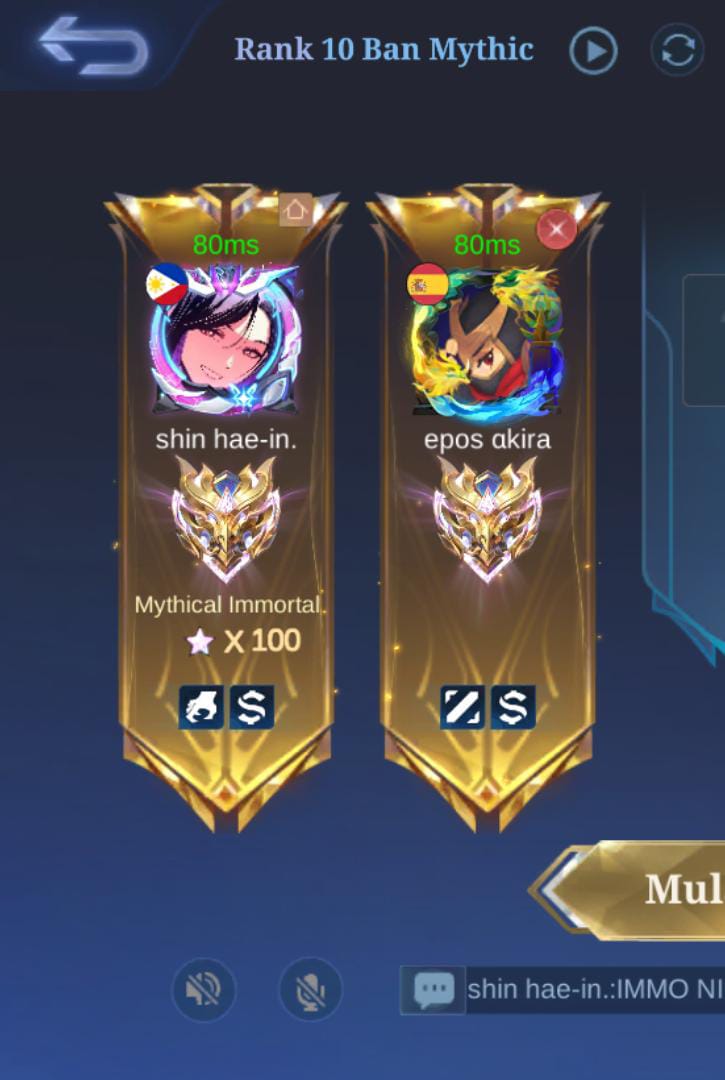 Rank 10 Ban Mythic
80ms
80ms
shin hae-in.
epos αkira
Mythical Immortal
X 100
Mul
shin hae-in.:IMMO NI